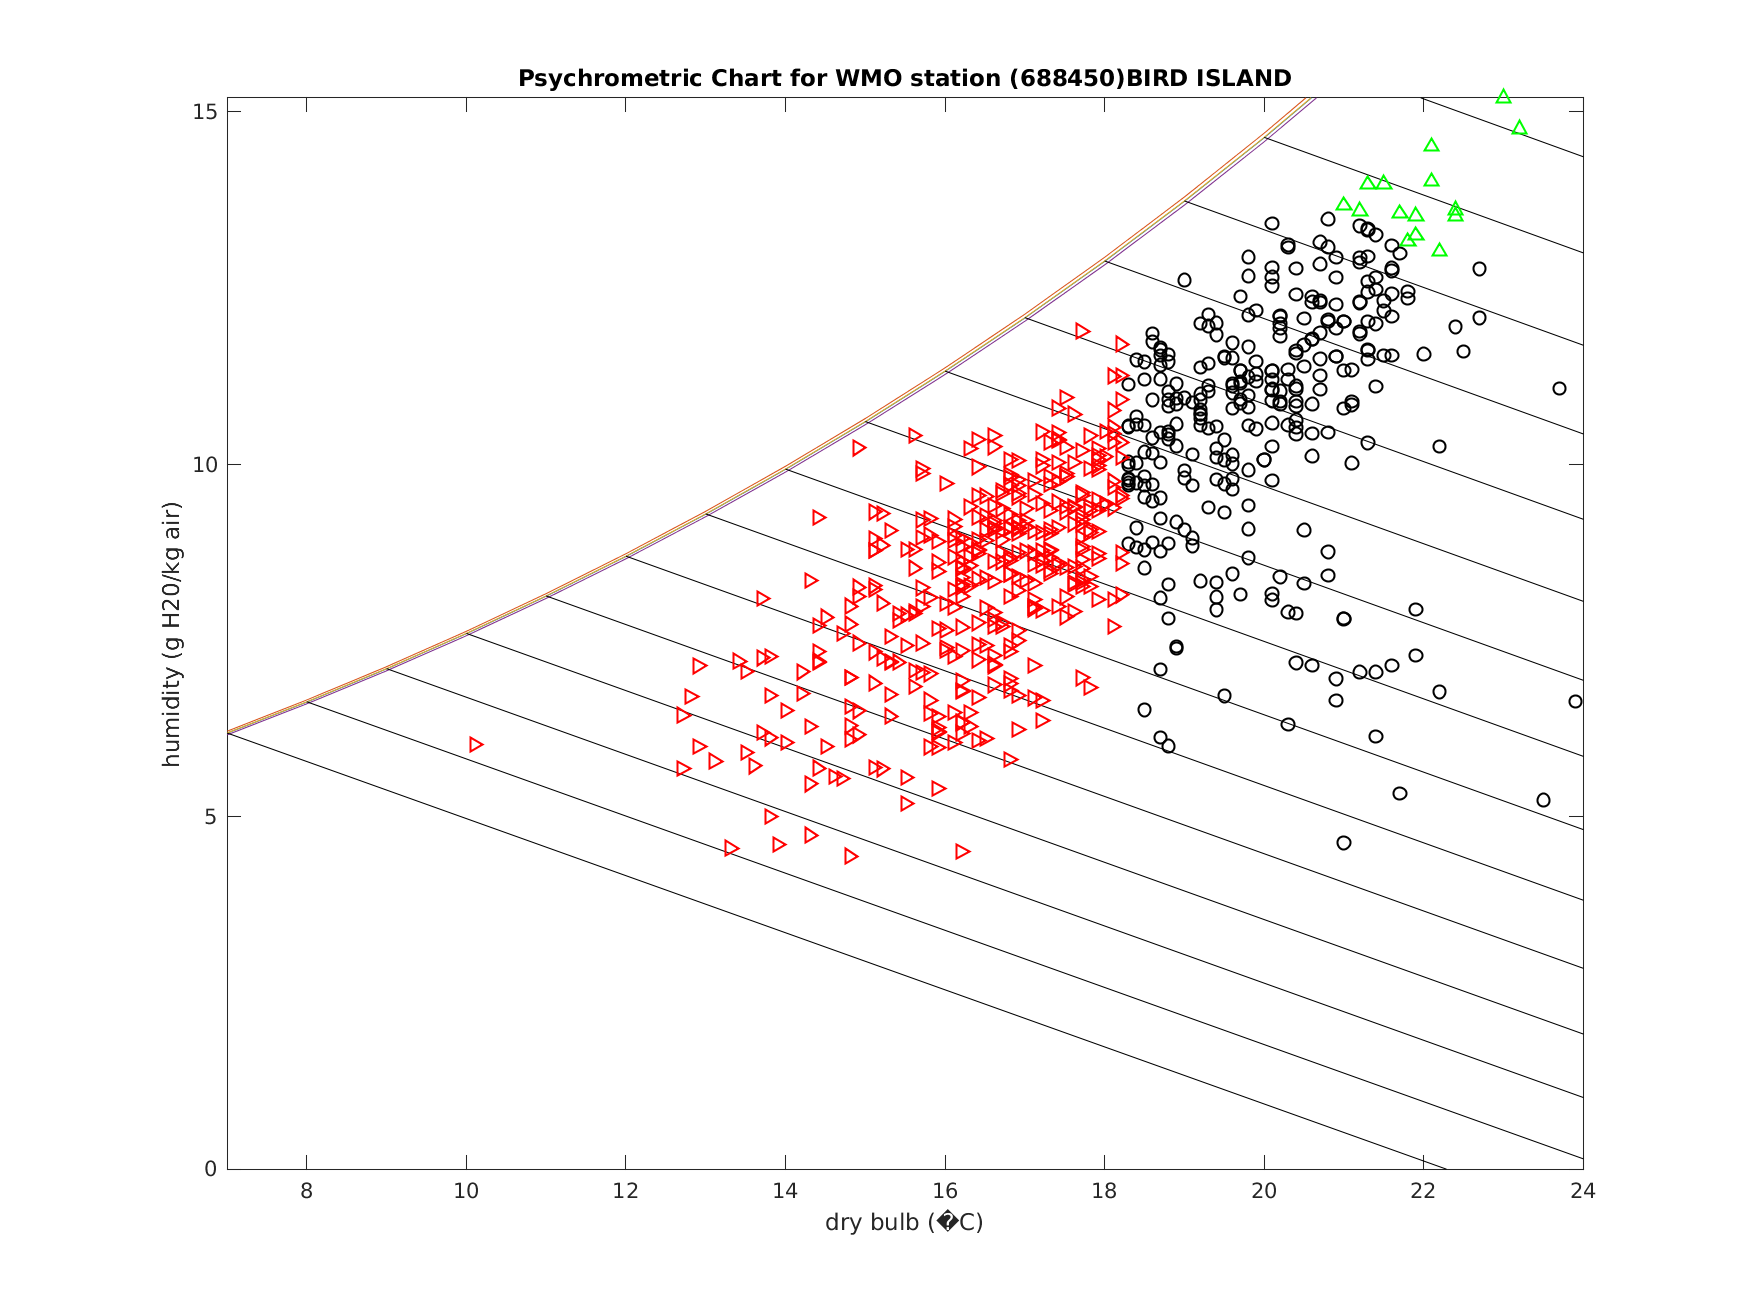 Psychrometric Chart for WMO station (688450)BIRD ISLAND
15
10
5
0
humidity (g H20/kg air)
8 10 12 14 16 18 20 22 24
dry bulb (�C)